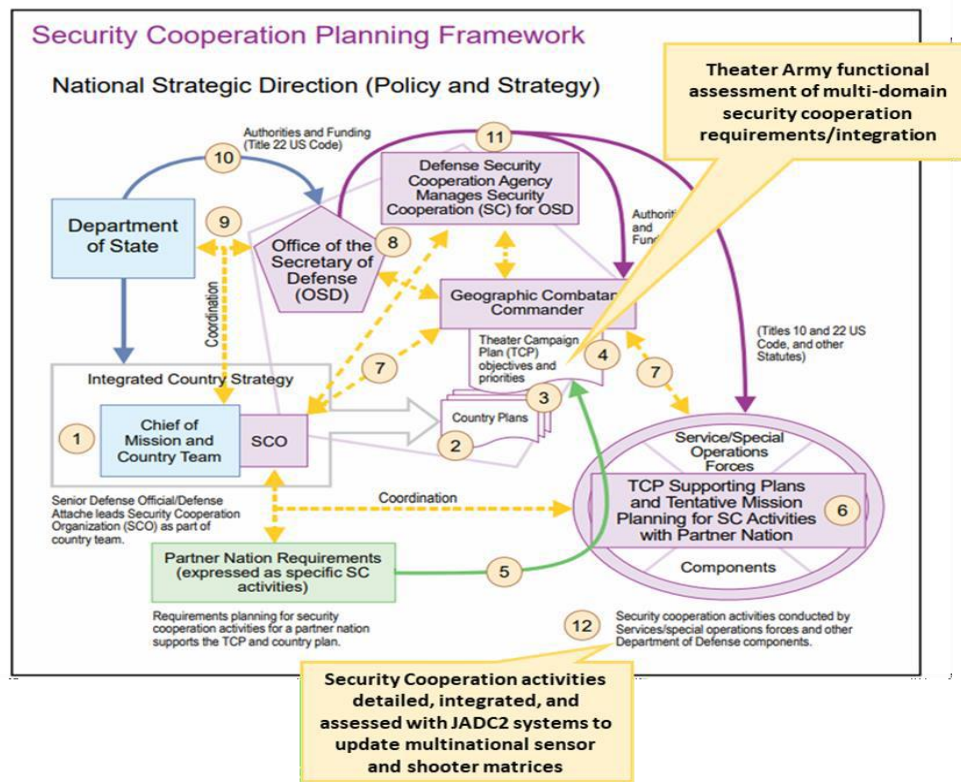 Security Cooperation Planning Framework
National Strategic Direction (Policy and Strategy)
Theater Army functional
assessment of multi-domain
security cooperation
requirements/integration
Authorities and Funding
(Title 22 US Code)
10
11
Defense Security
Cooperation Agency
Manages Security
Cooperation (SC) for OSD
Department
of State
9
Office of the
Secretary of
Defense
(OSD)
8
Coordination
Geographic Combatant
Commander
Theater Campaign
Plan (TCP)
objectives and
priorities
4
(Titles 10 and 22 US
Code, and other
Statutes)
7
7
Integrated Country Strategy
1
Chief of
Mission and
Country Team
SCO
3
Country Plans
2
Service/Special
Operations
Forces
TCP Supporting Plans
and Tentative Mission
Planning for SC Activities
with Partner Nation
6
Components
Senior Defense Official/Defense
Attache leads Security Cooperation
Organization (SCO) as part of
country team.
Coordination
Partner Nation Requirements
(expressed as specific SC
activities)
5
Requirements planning for security
cooperation activities for a partner nation
supports the TCP and country plan.
12
Security cooperation activities conducted by
Services/special operations forces and other
Department of Defense components.
Security Cooperation activities
detailed, integrated, and
assessed with JADC2 systems to
update multinational sensor
and shooter matrices